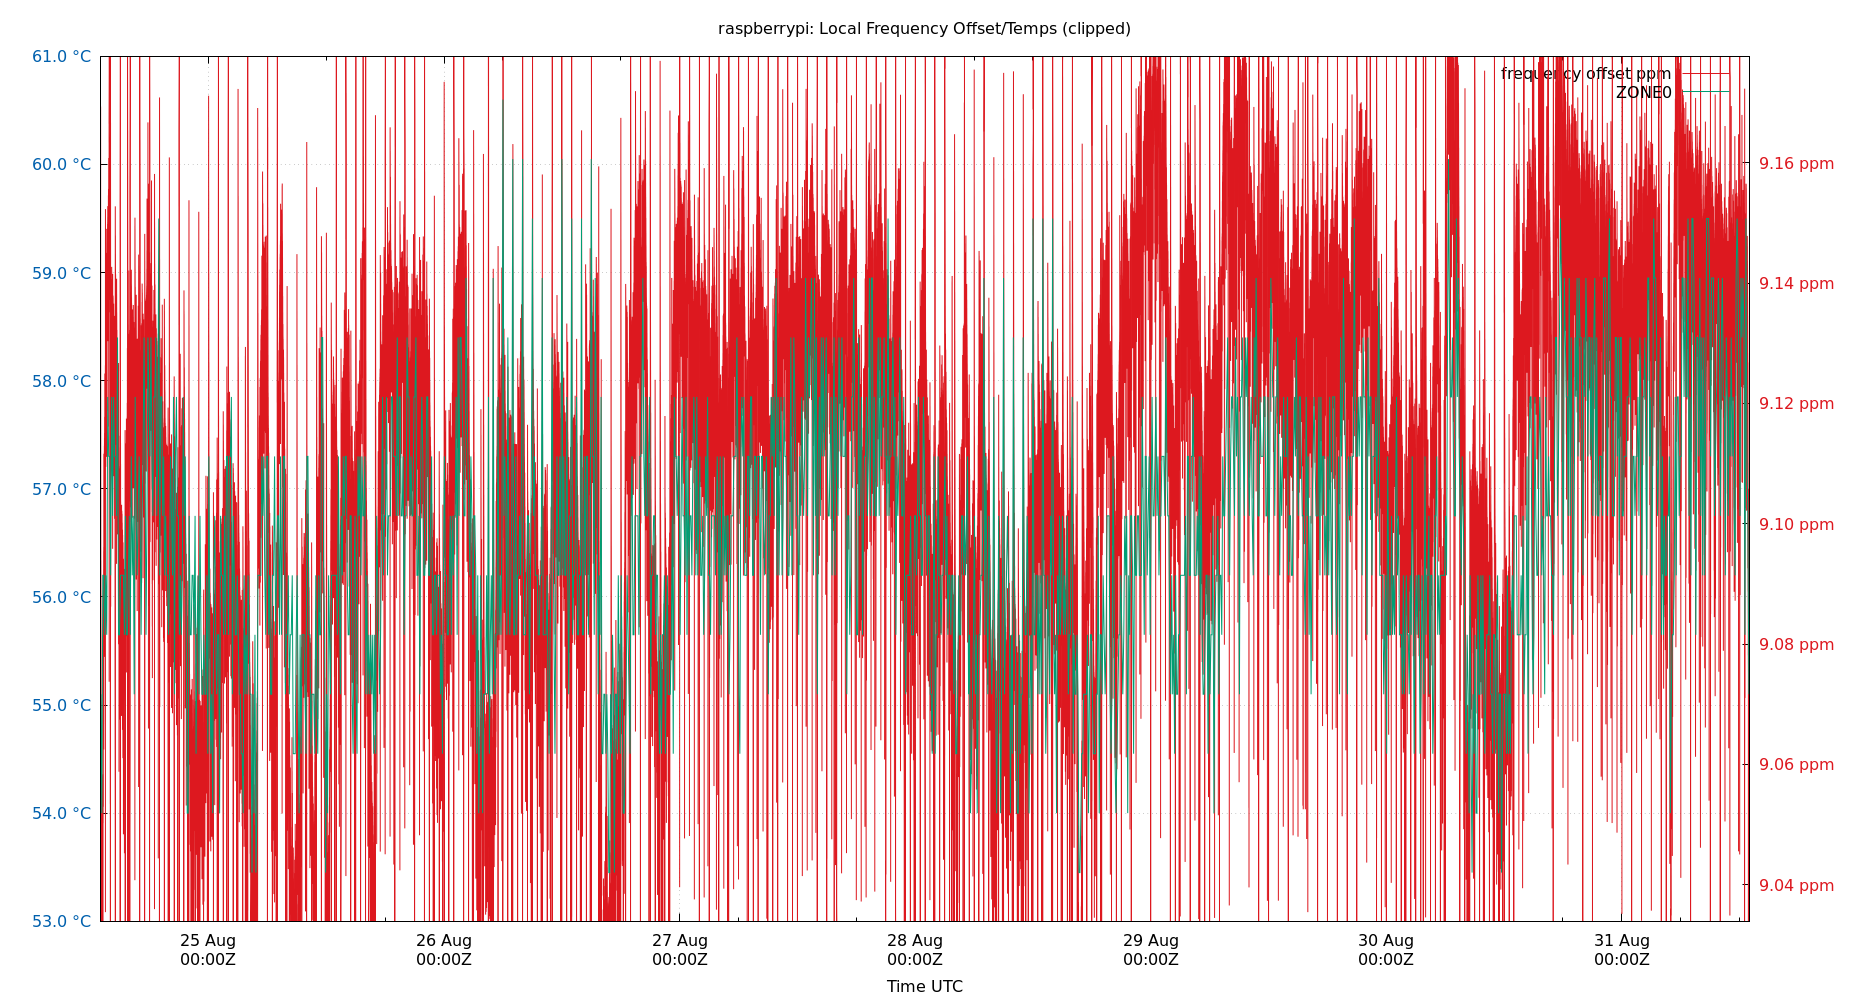 raspberrypi: Local Frequency Offset/Temps (clipped)
61.0 °C
60.0 °C
59.0 °C
58.0 °C
57.0 °C
56.0 °C
55.0 °C
54.0 °C
53.0 °C
frequency offset ppm
ZONE0
9.16 ppm
9.14 ppm
9.12 ppm
9.10 ppm
9.08 ppm
9.06 ppm
9.04 ppm
25 Aug
00:00Z
26 Aug
00:00Z
27 Aug
00:00Z
28 Aug
00:00Z
29 Aug
00:00Z
30 Aug
00:00Z
31 Aug
00:00Z
Time UTC